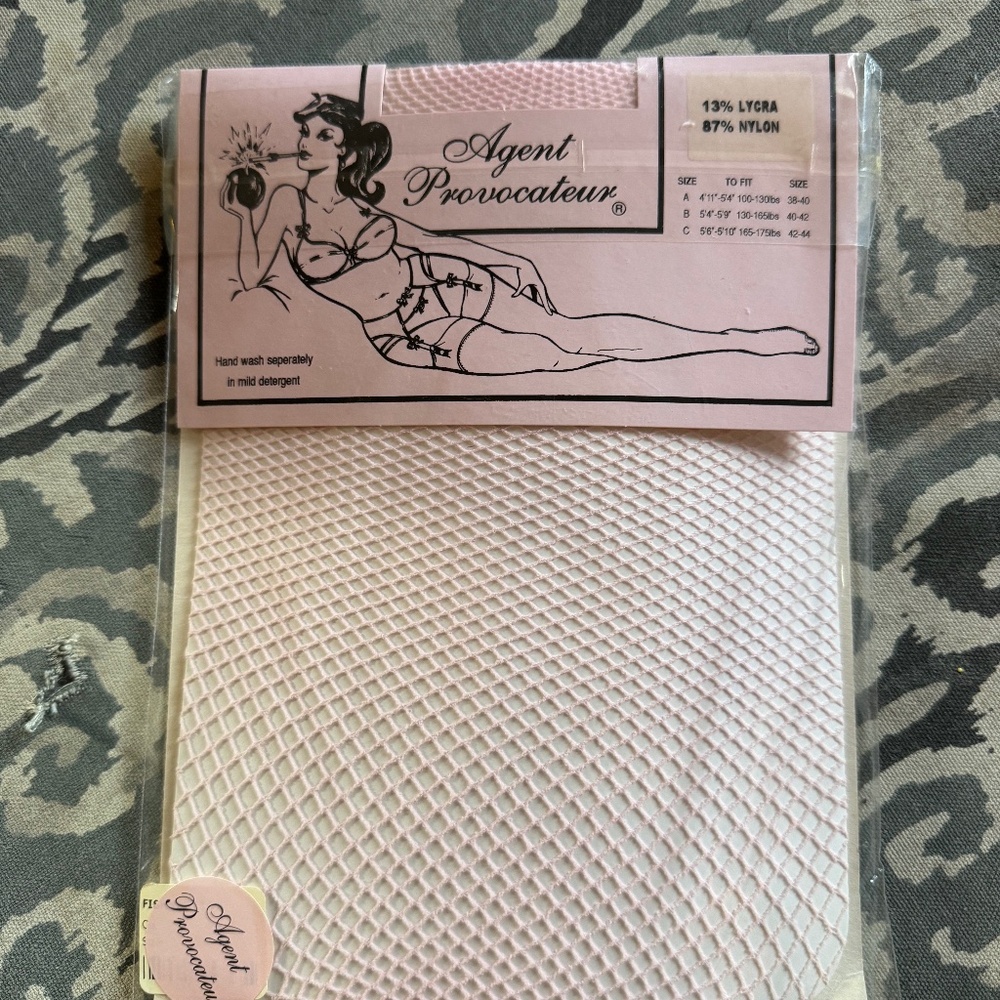 Agent
Provocateur®
13% LYCRA
87% NYLON
SIZE TO FIT SIZE
A 4'11"-5'4" 100-130lbs 38-40
B 5'4"-5'9" 130-165lbs 40-42
C 5'6"-5'10" 165-175lbs 42-44
Hand wash seperately
in mild detergent
Agent
Provocateu